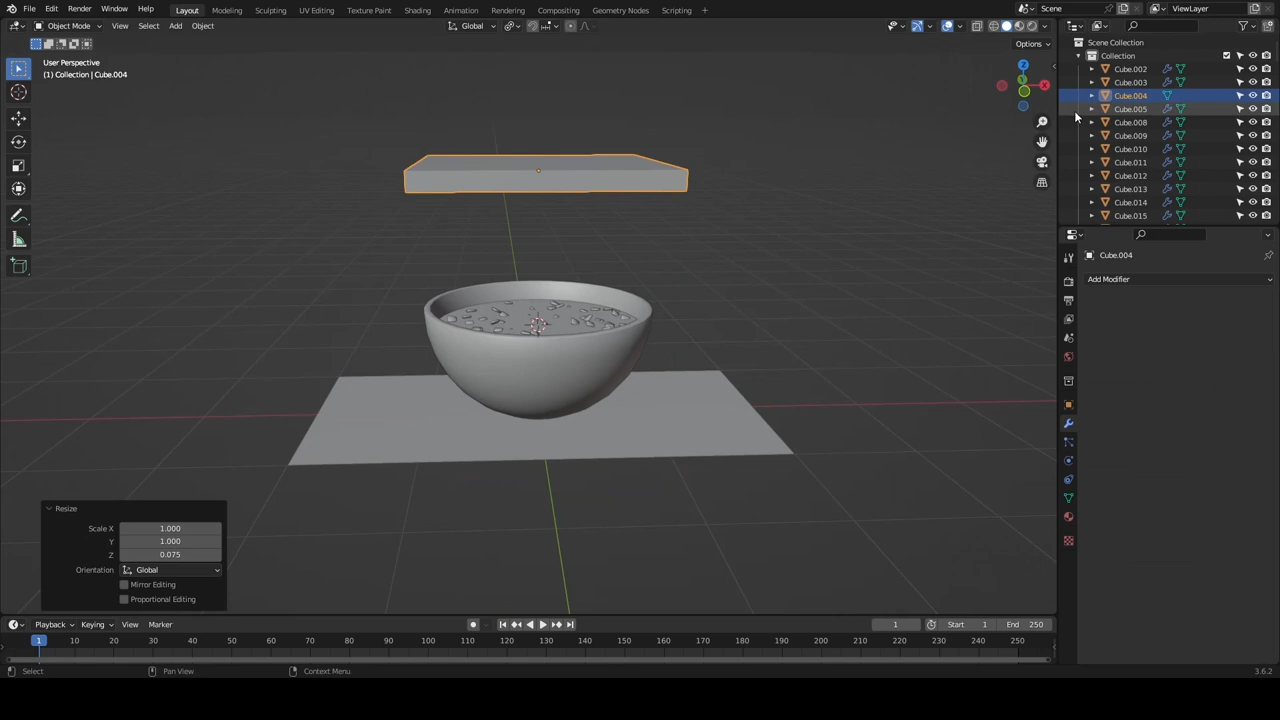 File Edit Render Window Help Layout Modeling Sculpting UV Editing Texture Paint Shading Animation Rendering Compositing Geometry Nodes Scripting + Scene ViewLayer
Object Mode View Select Add Object Global
Options
User Perspective
(1) Collection | Cube.004
Z
X
Y
Scene Collection
Collection
Cube.002
Cube.003
Cube.004
Cube.005
Cube.008
Cube.009
Cube.010
Cube.011
Cube.012
Cube.013
Cube.014
Cube.015
Cube.004
Add Modifier
Resize
Scale X 1.000
Y 1.000
Z 0.075
Orientation Global
Mirror Editing
Proportional Editing
Playback Keying View Marker 1 Start 1 End 250
1 10 20 30 40 50 60 70 80 90 100 110 120 130 140 150 160 170 180 190 200 210 220 230 240 250
Select Pan View Context Menu 3.6.2